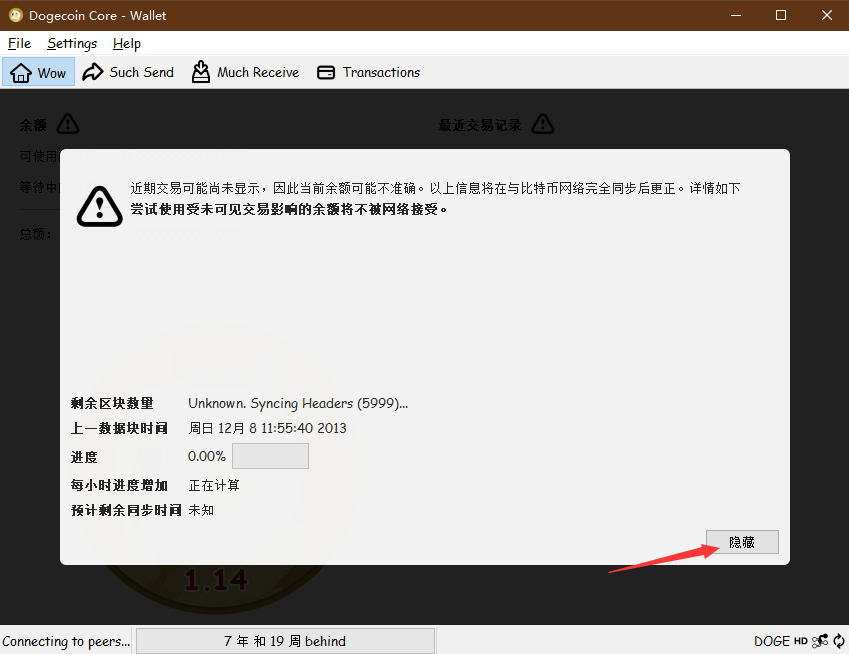 Dogecoin Core - Wallet
File Settings Help
Wow Such Send Much Receive Transactions
余额 最近交易记录
可使用
等待中
总额:
近期交易可能尚未显示，因此当前余额可能不准确。以上信息将在与比特币网络完全同步后更正。详情如下
尝试使用受未可见交易影响的余额将不被网络接受。
剩余区块数量 Unknown. Syncing Headers (5999)...
上一数据块时间 周日 12月 8 11:55:40 2013
进度 0.00%
每小时进度增加 正在计算
预计剩余同步时间 未知
隐藏
1.14
Connecting to peers... 7 年 和 19 周 behind DOGE HD